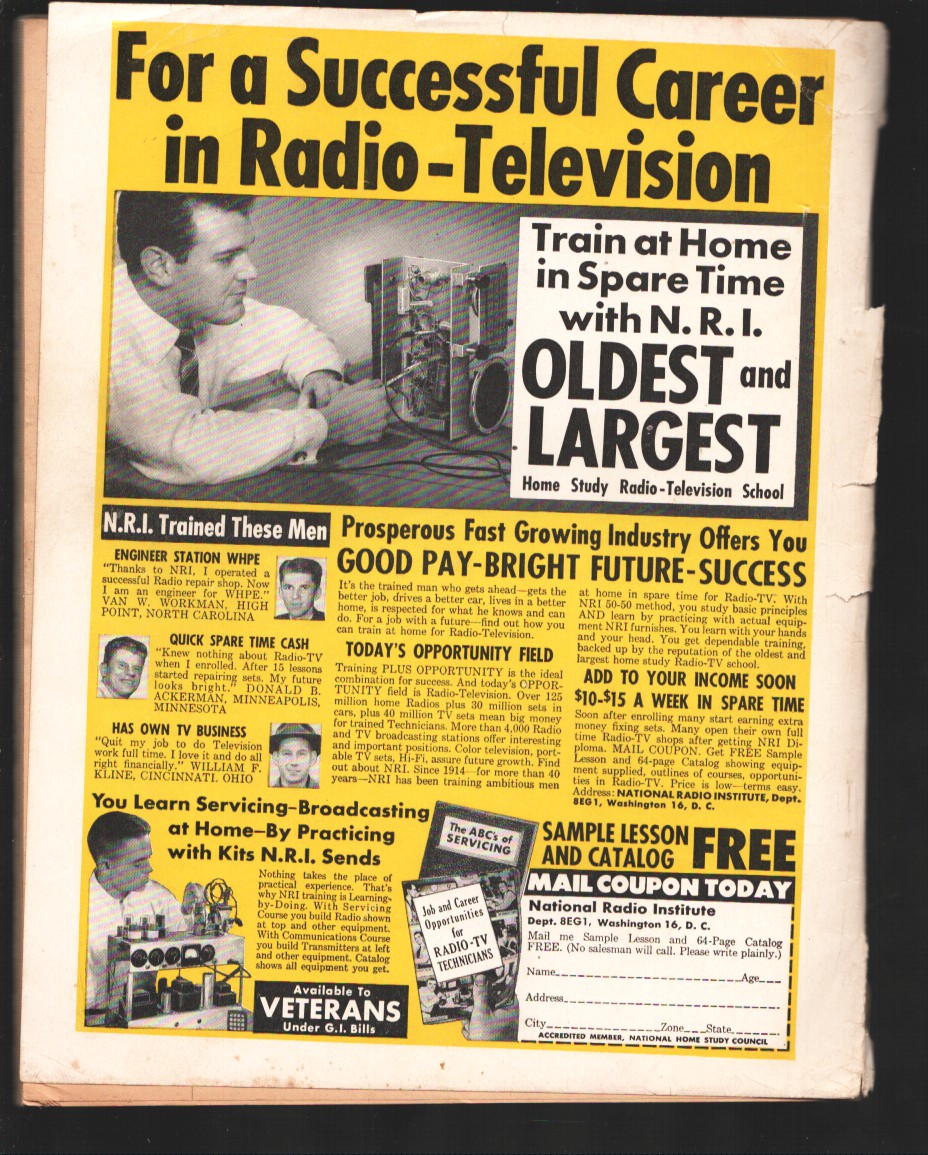 For a Successful Career
in Radio-Television
Train at Home
in Spare Time
with N.R.I.
OLDEST and
LARGEST
Home Study Radio-Television School
N.R.I. Trained These Men
ENGINEER STATION WHPE
"Thanks to NRI, I operated a
successful Radio repair shop. Now
I am an engineer for WHPE."
VAN W. WORKMAN, HIGH
POINT, NORTH CAROLINA
QUICK SPARE TIME CASH
"Knew nothing about Radio-TV
when I enrolled. After 15 lessons
started repairing sets. My future
looks bright." DONALD B.
ACKERMAN, MINNEAPOLIS,
MINNESOTA
HAS OWN TV BUSINESS
"Quit my job to do Television
work full time. I love it and do all
right financially." WILLIAM F.
KLINE, CINCINNATI, OHIO
Prosperous Fast Growing Industry Offers You
GOOD PAY-BRIGHT FUTURE-SUCCESS
It's the trained man who gets ahead—gets the
better job, drives a better car, lives in a better
home, is respected for what he knows and can
do. For a job with a future—find out how you
can train at home for Radio-Television.
TODAY'S OPPORTUNITY FIELD
Training PLUS OPPORTUNITY is the ideal
combination for success. And today's OPPOR-
TUNITY field is Radio-Television. Over 125
million home Radios plus 30 million sets in
cars, plus 40 million TV sets mean big money
for trained Technicians. More than 4,000 Radio
and TV broadcasting stations offer interesting
and important positions. Color television, port-
able TV sets, Hi-Fi, assure future growth. Find
out about NRI. Since 1914—for more than 40
years—NRI has been training ambitious men
at home in spare time for Radio-TV. With
NRI 50-50 method, you study basic principles
AND learn by practicing with actual equip-
ment NRI furnishes. You learn with your hands
and your head. You get dependable training,
backed up by the reputation of the oldest and
largest home study Radio-TV school.
ADD TO YOUR INCOME SOON
$10-$15 A WEEK IN SPARE TIME
Soon after enrolling many start earning extra
money fixing sets. Many open their own full
time Radio-TV shops after getting NRI Di-
ploma. MAIL COUPON. Get FREE Sample
Lesson and 64-page Catalog showing equip-
ment supplied, outlines of courses, opportuni-
ties in Radio-TV. Price is low—terms easy.
Address: NATIONAL RADIO INSTITUTE, Dept.
8EG1, Washington 16, D. C.
You Learn Servicing-Broadcasting
at Home—By Practicing
with Kits N.R.I. Sends
Nothing takes the place of
practical experience. That's
why NRI training is Learning-
by-Doing. With Servicing
Course you build Radio shown
at top and other equipment.
With Communications Course
you build Transmitters at left
and other equipment. Catalog
shows all equipment you get.
Available To
VETERANS
Under G.I. Bills
The ABC's of
SERVICING
Job and Career
Opportunities
for
RADIO-TV
TECHNICIANS
SAMPLE LESSON
AND CATALOG FREE
MAIL COUPON TODAY
National Radio Institute
Dept. 8EG1, Washington 16, D. C.
Mail me Sample Lesson and 64-Page Catalog
FREE. (No salesman will call. Please write plainly.)
Name Age
Address
City Zone State
ACCREDITED MEMBER, NATIONAL HOME STUDY COUNCIL